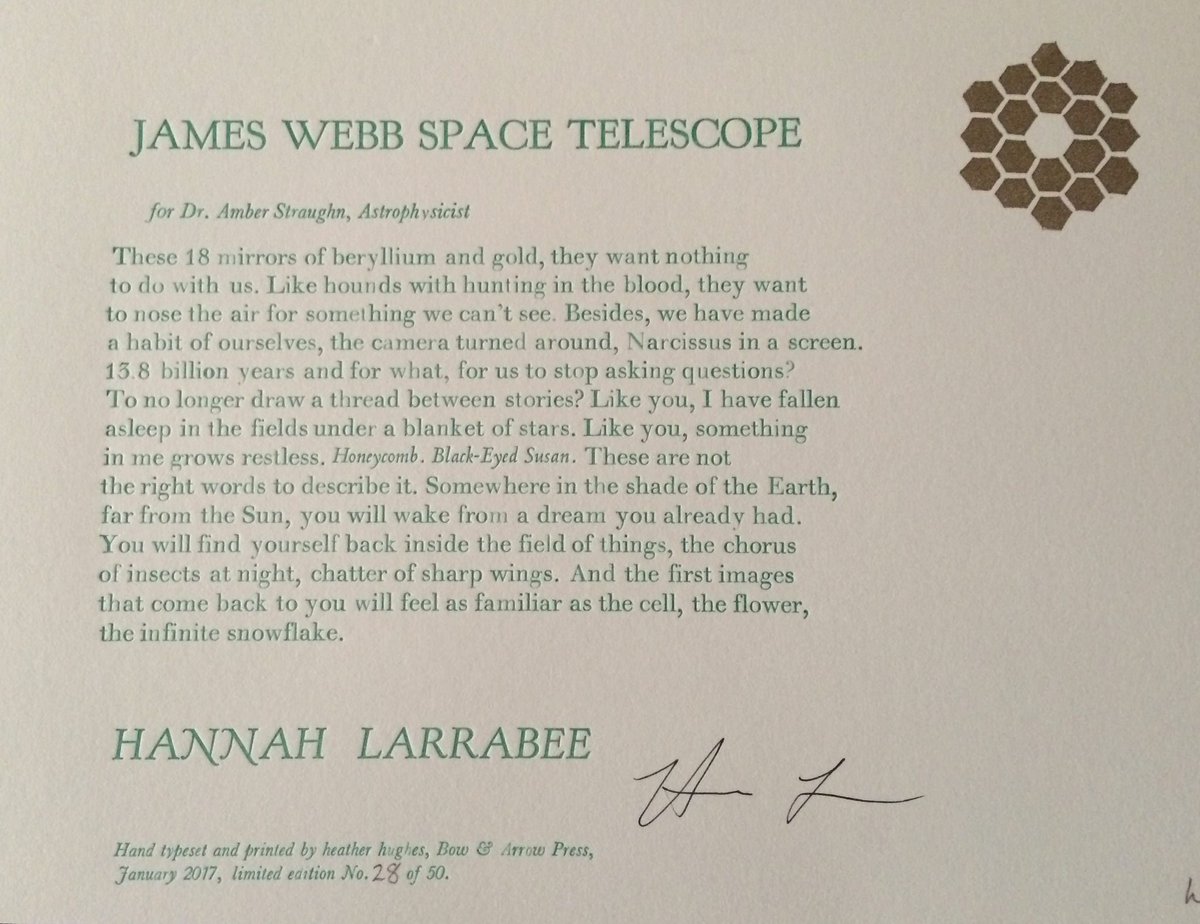 JAMES WEBB SPACE TELESCOPE
for Dr. Amber Straughn, Astrophysicist
These 18 mirrors of beryllium and gold, they want nothing
to do with us. Like hounds with hunting in the blood, they want
to nose the air for something we can't see. Besides, we have made
a habit of ourselves, the camera turned around, Narcissus in a screen.
13.8 billion years and for what, for us to stop asking questions?
To no longer draw a thread between stories? Like you, I have fallen
asleep in the fields under a blanket of stars. Like you, something
in me grows restless. Honeycomb. Black-Eyed Susan. These are not
the right words to describe it. Somewhere in the shade of the Earth,
far from the Sun, you will wake from a dream you already had.
You will find yourself back inside the field of things, the chorus
of insects at night, chatter of sharp wings. And the first images
that come back to you will feel as familiar as the cell, the flower,
the infinite snowflake.
HANNAH LARRABEE
Hand typeset and printed by heather hughes, Bow & Arrow Press,
January 2017, limited edition No. 28 of 50.